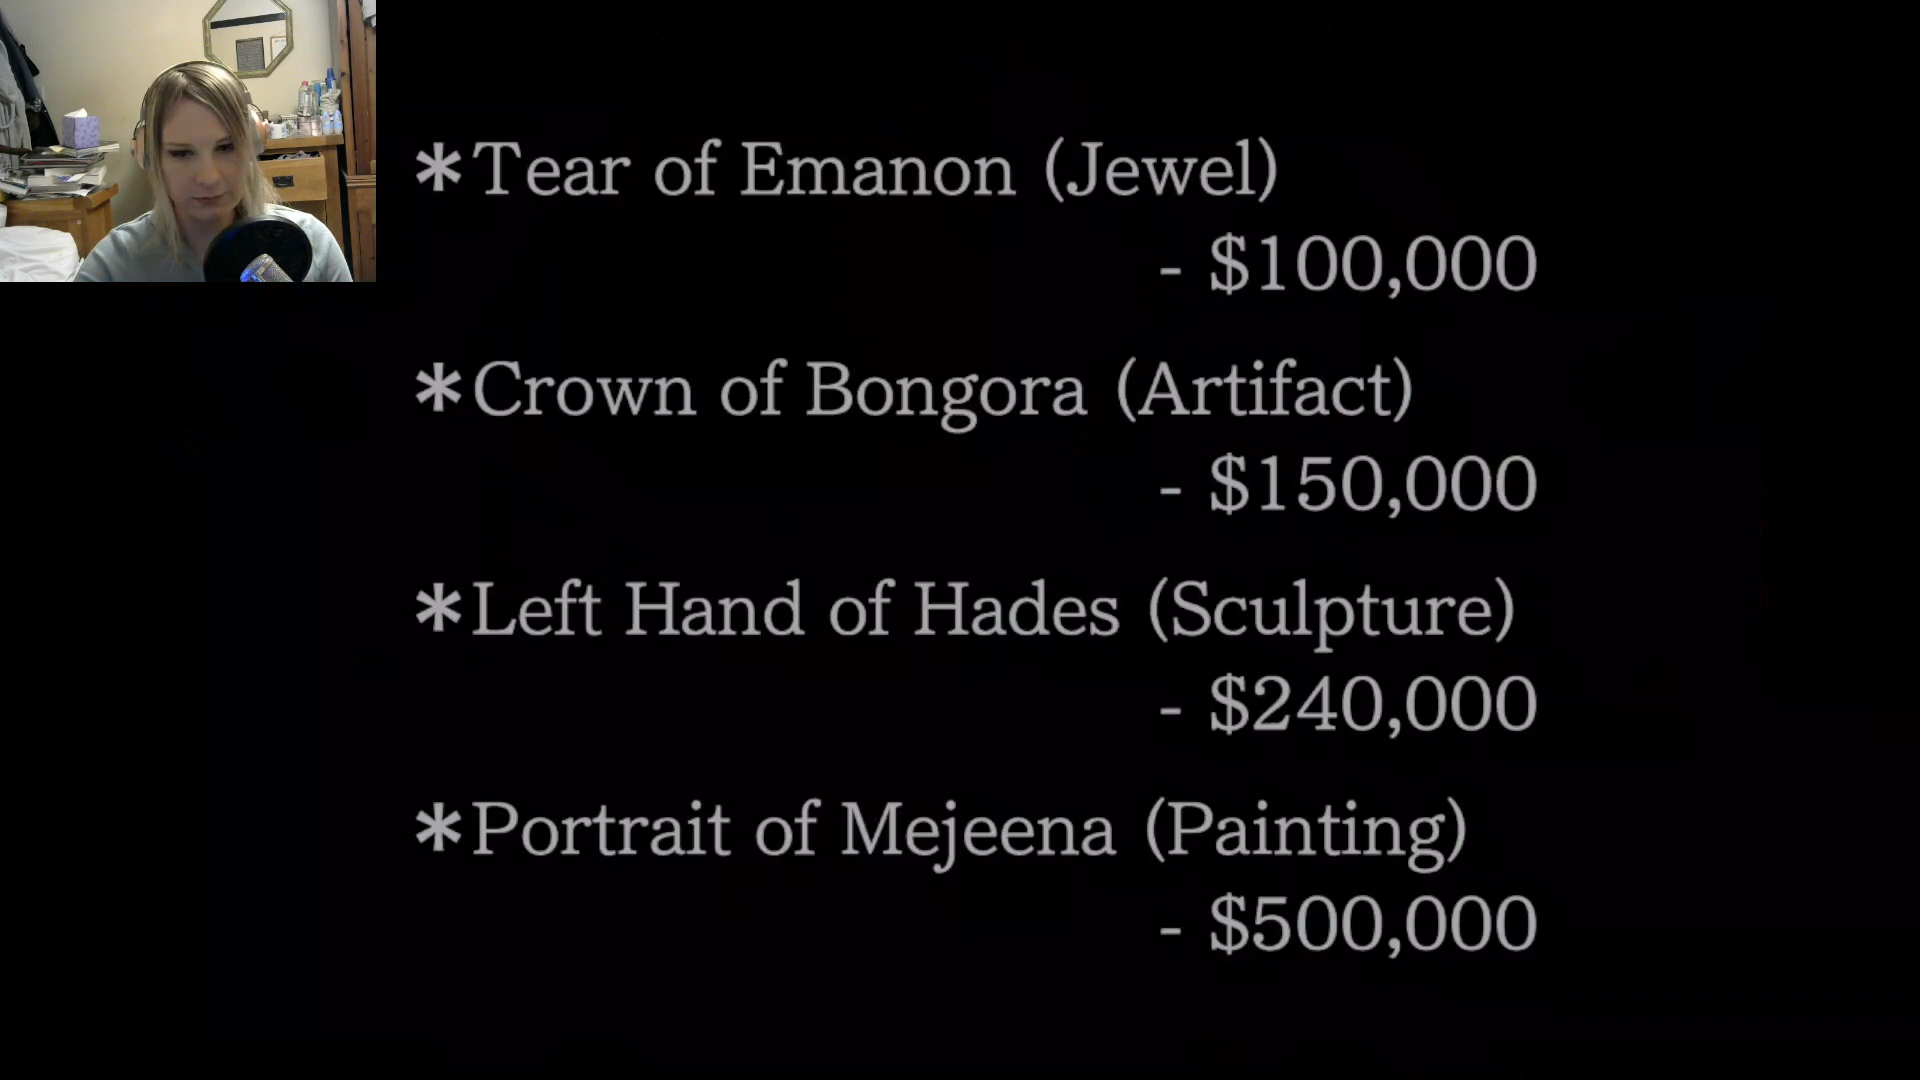 *Tear of Emanon (Jewel)
- $100,000
*Crown of Bongora (Artifact)
- $150,000
*Left Hand of Hades (Sculpture)
- $240,000
*Portrait of Mejeena (Painting)
- $500,000